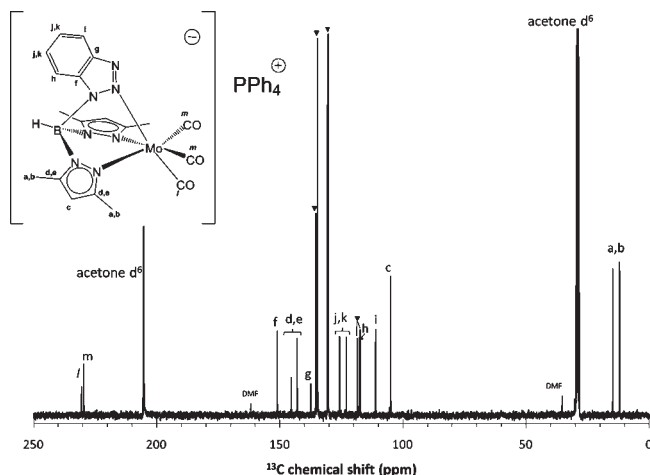 j,k
i
j,k
g
h
f
N
N
N
H
B
N
N
N
N
Mo
CO
m
CO
m
CO
l
a,b
d,e
c
d,e
a,b
−
PPh4
+
acetone d6
acetone d6
l
m
DMF
f
d,e
g
j,k
h
i
c
DMF
a,b
250
200
150
100
50
0
13C chemical shift (ppm)